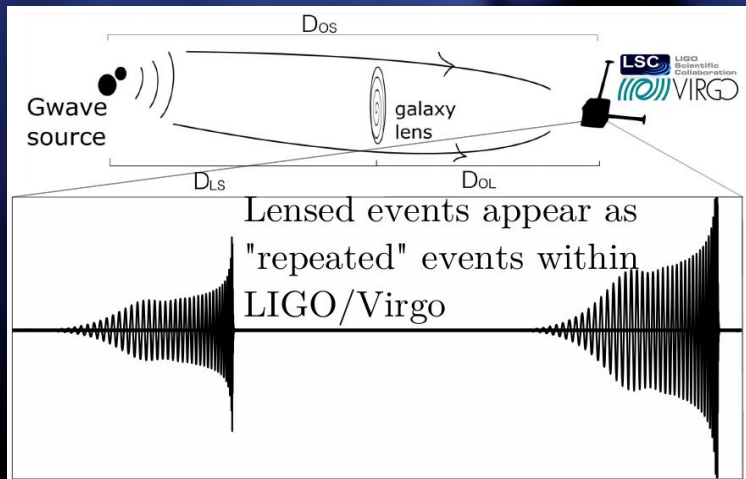 DOS
Gwave
source
galaxy
lens
LSC
LIGO
Scientific
Collaboration
VIRGO
DLS
DOL
Lensed events appear as
"repeated" events within
LIGO/Virgo